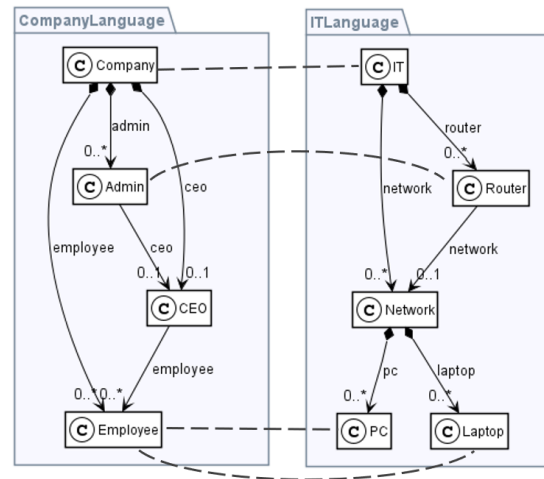 CompanyLanguage
ITLanguage
C Company
C IT
admin
router
0..*
0..*
C Admin
C Router
ceo
network
employee
ceo
network
0..1
0..1
0..*
0..1
C CEO
C Network
employee
pc
laptop
0..*
0..*
0..*
0..*
C Employee
C PC
C Laptop